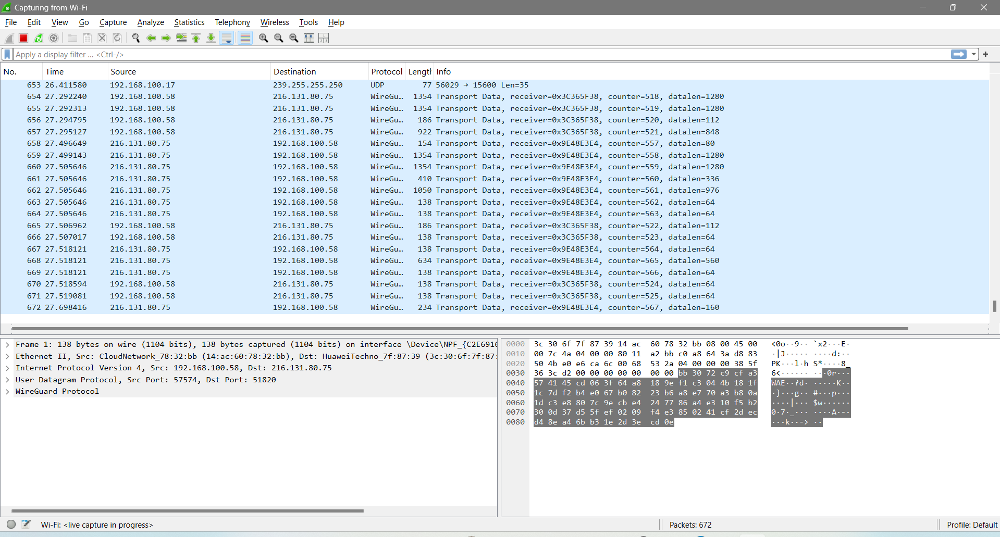 Capturing from Wi-Fi
File Edit View Go Capture Analyze Statistics Telephony Wireless Tools Help
Apply a display filter ... <Ctrl-/>
No. Time Source Destination Protocol Length Info
653 26.411580 192.168.100.17 239.255.255.250 UDP 77 56029 → 15600 Len=35
654 27.292240 192.168.100.58 216.131.80.75 WireGu… 1354 Transport Data, receiver=0x3C365F38, counter=518, datalen=1280
655 27.292313 192.168.100.58 216.131.80.75 WireGu… 1354 Transport Data, receiver=0x3C365F38, counter=519, datalen=1280
656 27.294795 192.168.100.58 216.131.80.75 WireGu… 186 Transport Data, receiver=0x3C365F38, counter=520, datalen=112
657 27.295127 192.168.100.58 216.131.80.75 WireGu… 922 Transport Data, receiver=0x3C365F38, counter=521, datalen=848
658 27.496649 216.131.80.75 192.168.100.58 WireGu… 154 Transport Data, receiver=0x9E48E3E4, counter=557, datalen=80
659 27.499143 216.131.80.75 192.168.100.58 WireGu… 1354 Transport Data, receiver=0x9E48E3E4, counter=558, datalen=1280
660 27.505646 216.131.80.75 192.168.100.58 WireGu… 1354 Transport Data, receiver=0x9E48E3E4, counter=559, datalen=1280
661 27.505646 216.131.80.75 192.168.100.58 WireGu… 410 Transport Data, receiver=0x9E48E3E4, counter=560, datalen=336
662 27.505646 216.131.80.75 192.168.100.58 WireGu… 1050 Transport Data, receiver=0x9E48E3E4, counter=561, datalen=976
663 27.505646 216.131.80.75 192.168.100.58 WireGu… 138 Transport Data, receiver=0x9E48E3E4, counter=562, datalen=64
664 27.505646 216.131.80.75 192.168.100.58 WireGu… 138 Transport Data, receiver=0x9E48E3E4, counter=563, datalen=64
665 27.506962 192.168.100.58 216.131.80.75 WireGu… 186 Transport Data, receiver=0x3C365F38, counter=522, datalen=112
666 27.507017 192.168.100.58 216.131.80.75 WireGu… 138 Transport Data, receiver=0x3C365F38, counter=523, datalen=64
667 27.518121 216.131.80.75 192.168.100.58 WireGu… 138 Transport Data, receiver=0x9E48E3E4, counter=564, datalen=64
668 27.518121 216.131.80.75 192.168.100.58 WireGu… 634 Transport Data, receiver=0x9E48E3E4, counter=565, datalen=560
669 27.518121 216.131.80.75 192.168.100.58 WireGu… 138 Transport Data, receiver=0x9E48E3E4, counter=566, datalen=64
670 27.518594 192.168.100.58 216.131.80.75 WireGu… 138 Transport Data, receiver=0x3C365F38, counter=524, datalen=64
671 27.519081 192.168.100.58 216.131.80.75 WireGu… 138 Transport Data, receiver=0x3C365F38, counter=525, datalen=64
672 27.698416 216.131.80.75 192.168.100.58 WireGu… 234 Transport Data, receiver=0x9E48E3E4, counter=567, datalen=160
Frame 1: 138 bytes on wire (1104 bits), 138 bytes captured (1104 bits) on interface \Device\NPF_{C2E6916
Ethernet II, Src: CloudNetwork_78:32:bb (14:ac:60:78:32:bb), Dst: HuaweiTechno_7f:87:39 (3c:30:6f:7f:87:
Internet Protocol Version 4, Src: 192.168.100.58, Dst: 216.131.80.75
User Datagram Protocol, Src Port: 57574, Dst Port: 51820
WireGuard Protocol
0000 3c 30 6f 7f 87 39 14 ac 60 78 32 bb 08 00 45 00 <0o··9·· `x2···E·
0010 00 7c 4a 04 00 00 80 11 a2 bb c0 a8 64 3a d8 83 ·|J····· ····d:··
0020 50 4b e0 e6 ca 6c 00 68 53 2a 04 00 00 00 38 5f PK···l·h S*····8_
0030 36 3c d2 00 00 00 00 00 00 00 bb 30 72 c9 cf a3 6<······ ···0r···
0040 57 41 45 cd 06 3f 64 a8 18 9e f1 c3 04 4b 18 1f WAE··?d· ·····K··
0050 1c 7d f2 b4 e0 67 b0 82 23 b6 a8 e7 70 a3 b8 0a ·}···g·· #···p···
0060 1d c3 e8 80 7c 9e cb e4 24 77 86 a4 e3 10 f5 b2 ····|··· $w······
0070 30 0d 37 d5 5f ef 02 09 f4 e3 85 02 41 cf 2d ec 0·7·_··· ····A·-·
0080 d4 8e a4 6b b3 1e 2d 3e cd 0e ···k··-> ··
Wi-Fi: <live capture in progress> Packets: 672 Profile: Default